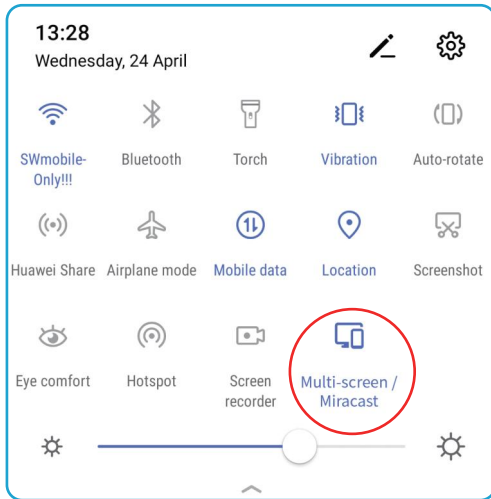 13:28
Wednesday, 24 April
SWmobile-
Only!!!
Bluetooth
Torch
Vibration
Auto-rotate
Huawei Share
Airplane mode
Mobile data
Location
Screenshot
Eye comfort
Hotspot
Screen
recorder
Multi-screen /
Miracast